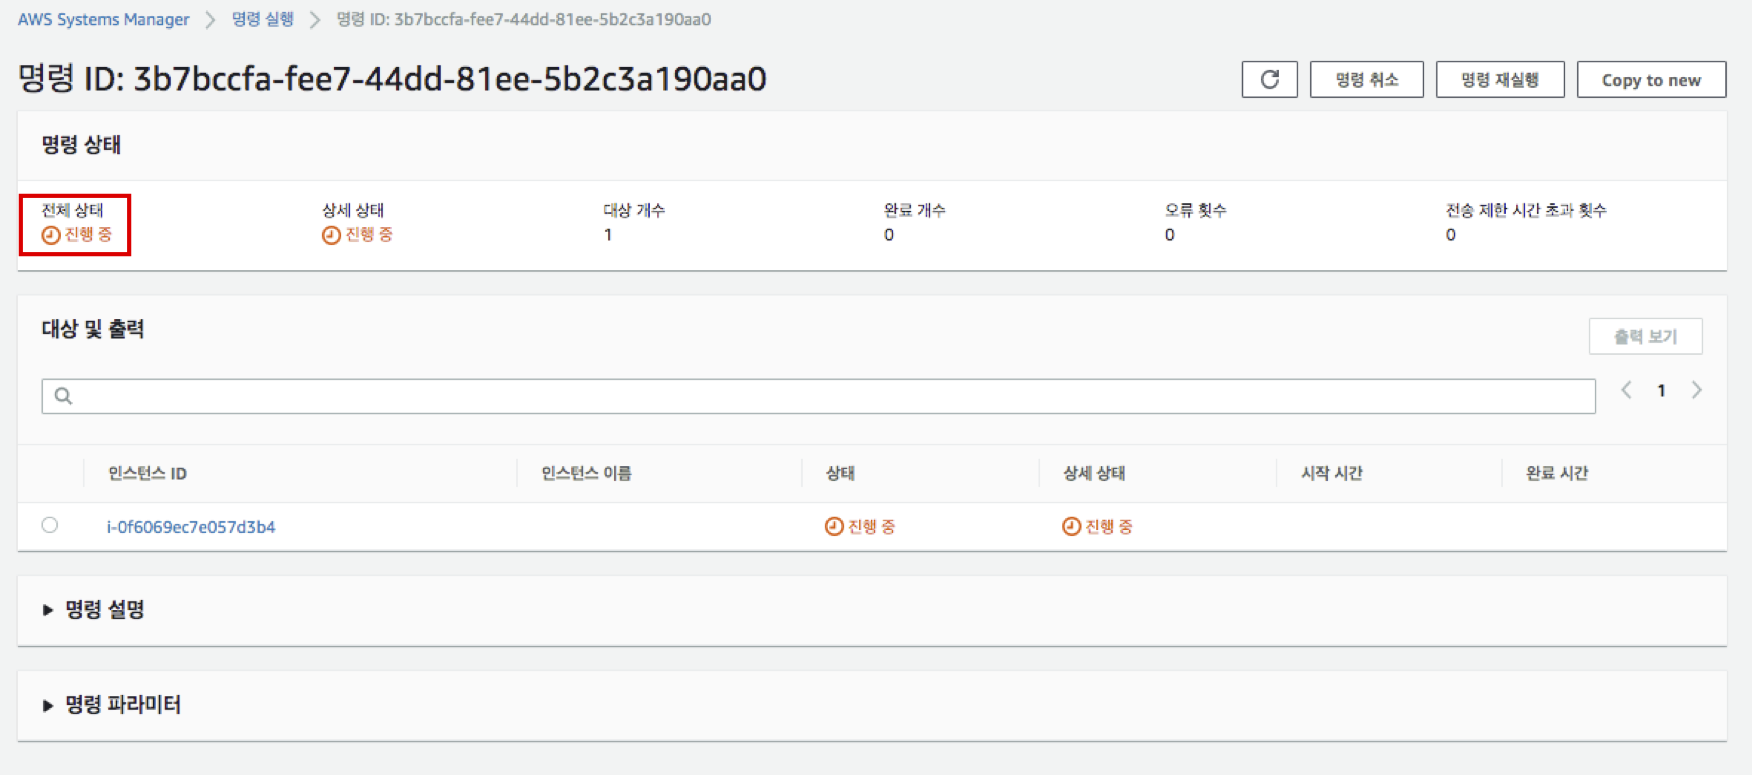 AWS Systems Manager > 명령 실행 > 명령 ID: 3b7bccfa-fee7-44dd-81ee-5b2c3a190aa0
명령 ID: 3b7bccfa-fee7-44dd-81ee-5b2c3a190aa0
명령 취소 명령 재실행 Copy to new
명령 상태
전체 상태 상세 상태 대상 개수 완료 개수 오류 횟수 전송 제한 시간 초과 횟수
진행 중 진행 중 1 0 0 0
대상 및 출력
출력 보기
1
인스턴스 ID 인스턴스 이름 상태 상세 상태 시작 시간 완료 시간
i-0f6069ec7e057d3b4 진행 중 진행 중
명령 설명
명령 파라미터